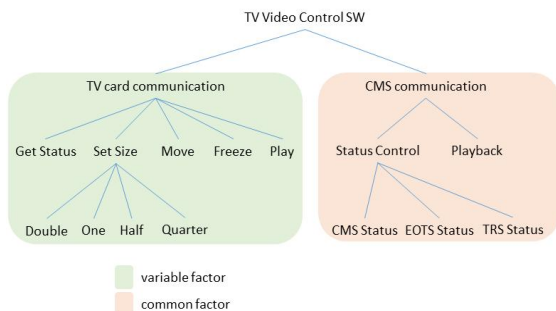 TV Video Control SW
TV card communication
CMS communication
Get Status Set Size Move Freeze Play
Status Control Playback
Double One Half Quarter
CMS Status EOTS Status TRS Status
variable factor
common factor